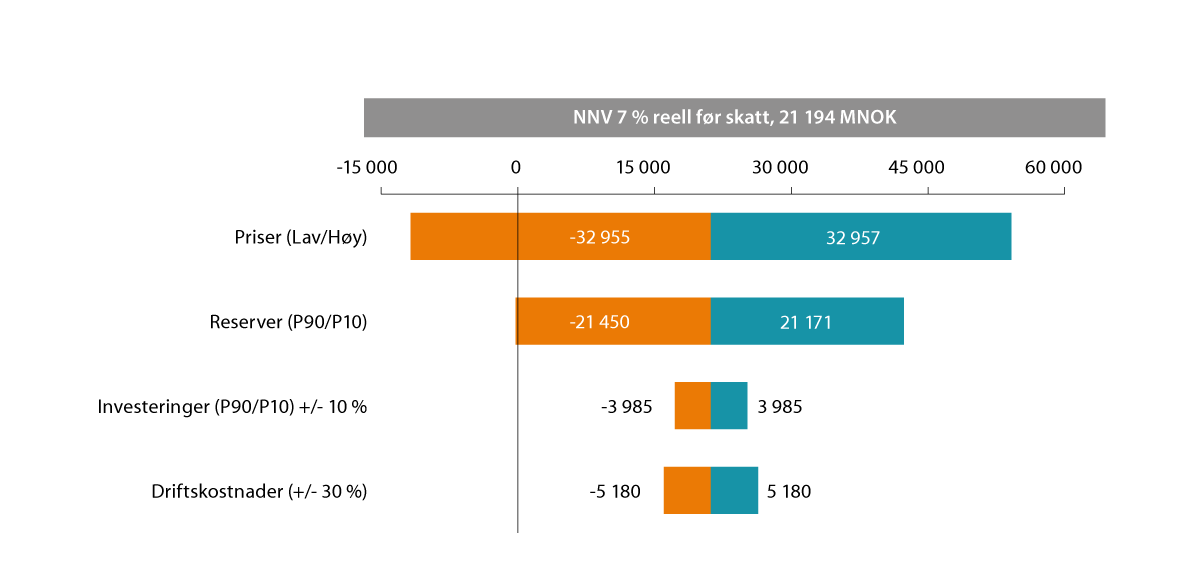 NNV 7 % reell før skatt, 21 194 MNOK
-15 000 0 15 000 30 000 45 000 60 000
Priser (Lav/Høy) -32 955 32 957
Reserver (P90/P10) -21 450 21 171
Investeringer (P90/P10) +/- 10 % -3 985 3 985
Driftskostnader (+/- 30 %) -5 180 5 180